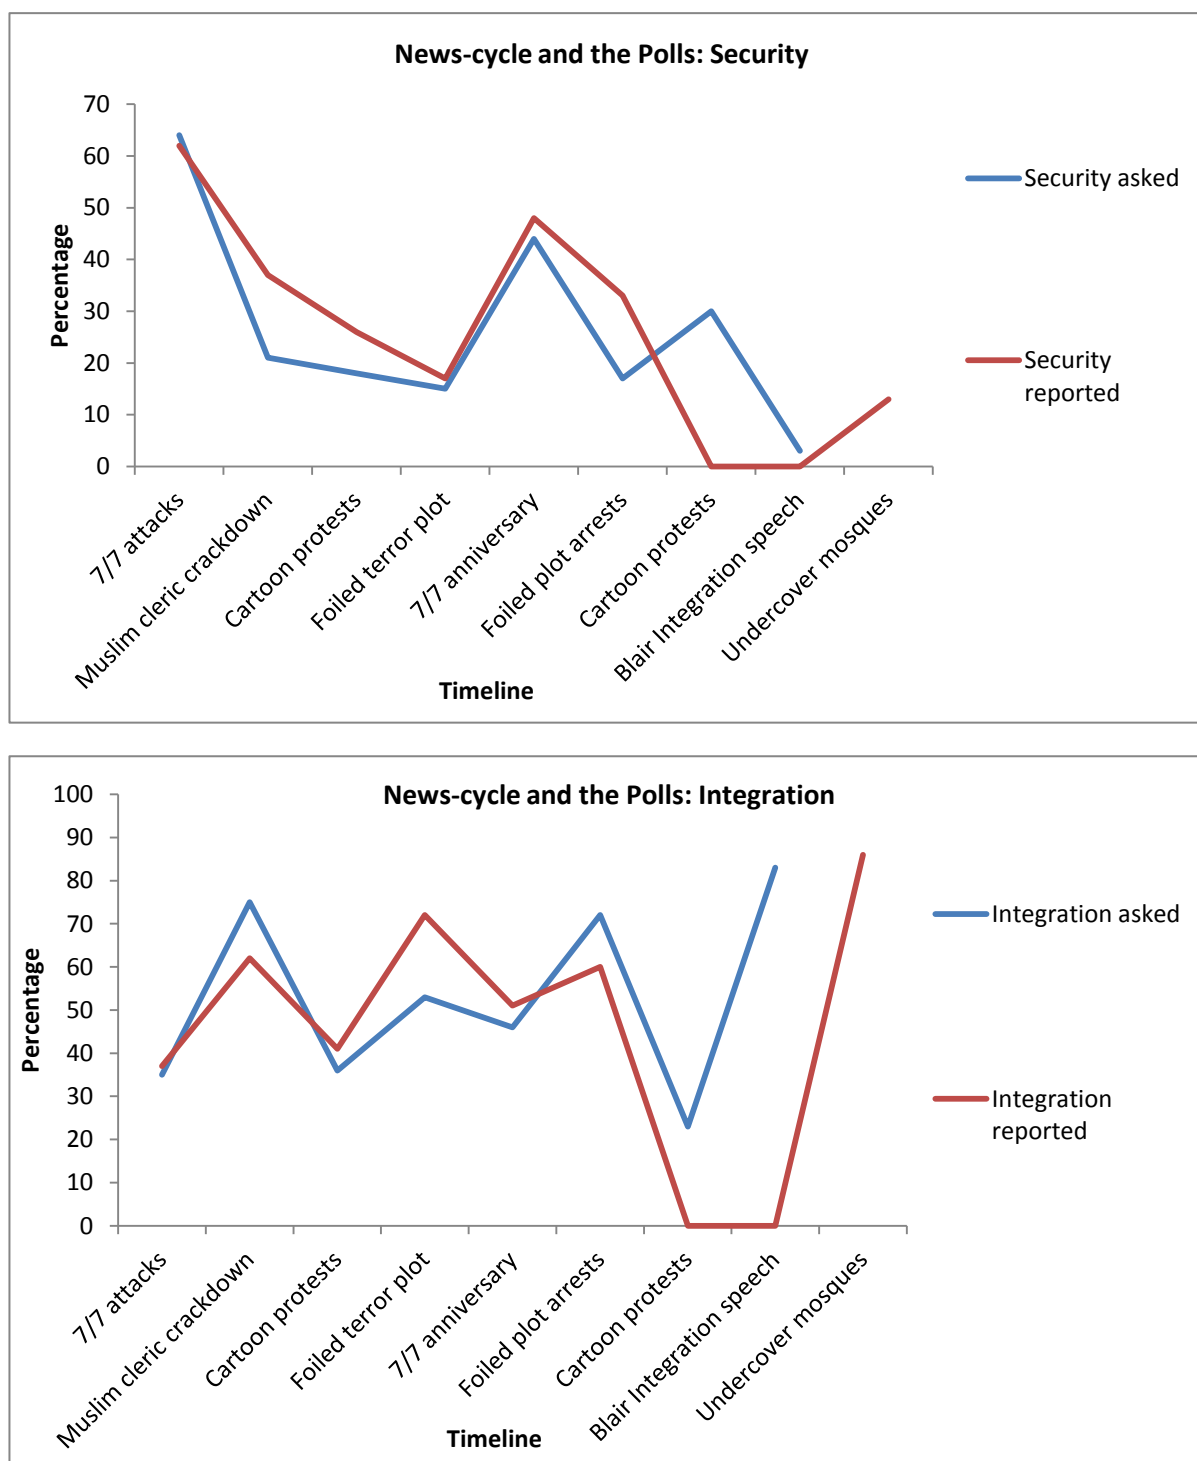 News-cycle and the Polls: Security
70
60
50
40
30
20
10
0
Percentage
7/7 attacks
Muslim cleric crackdown
Cartoon protests
Foiled terror plot
7/7 anniversary
Foiled plot arrests
Cartoon protests
Blair Integration speech
Undercover mosques
Timeline
Security asked
Security
reported
News-cycle and the Polls: Integration
100
90
80
70
60
50
40
30
20
10
0
Percentage
7/7 attacks
Muslim cleric crackdown
Cartoon protests
Foiled terror plot
7/7 anniversary
Foiled plot arrests
Cartoon protests
Blair Integration speech
Undercover mosques
Timeline
Integration asked
Integration
reported